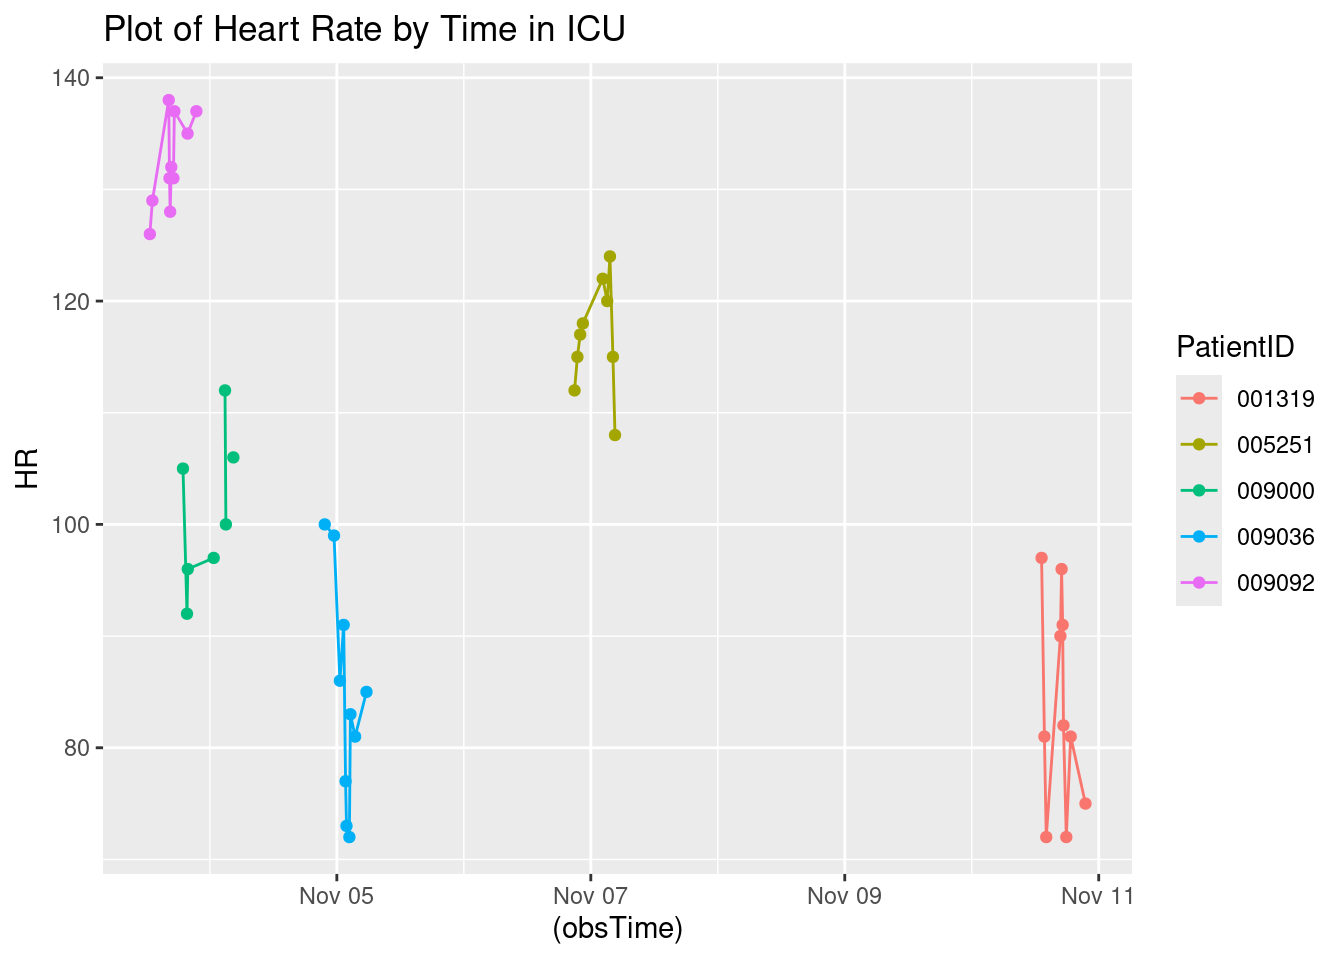 Plot of Heart Rate by Time in ICU
140
120
100
80
HR
Nov 05
Nov 07
Nov 09
Nov 11
(obsTime)
PatientID
001319
005251
009000
009036
009092